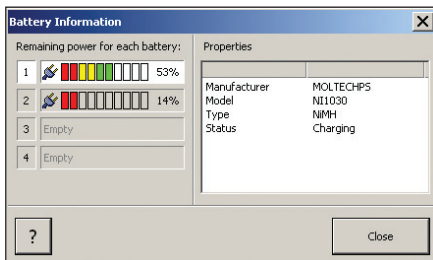 Battery Information
Remaining power for each battery:
1 53%
2 14%
3 Empty
4 Empty
Properties
Manufacturer MOLTECHPS
Model NI1030
Type NiMH
Status Charging
?
Close